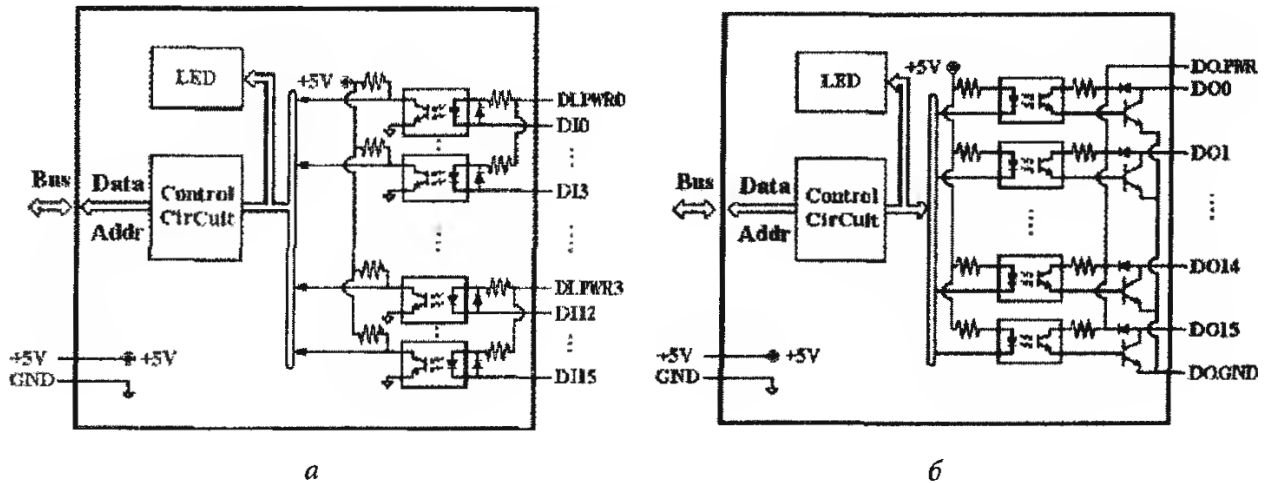 LED
+5V
DI.PWR0
DI0
DI3
Bus
Data
Addr
Control
CirCuit
DI.PWR3
DI12
DI15
+5V
+5V
GND
a
LED
+5V
DO.PWR
DO0
DO1
Bus
Data
Addr
Control
CirCuit
DO14
DO15
DO.GND
+5V
+5V
GND
б